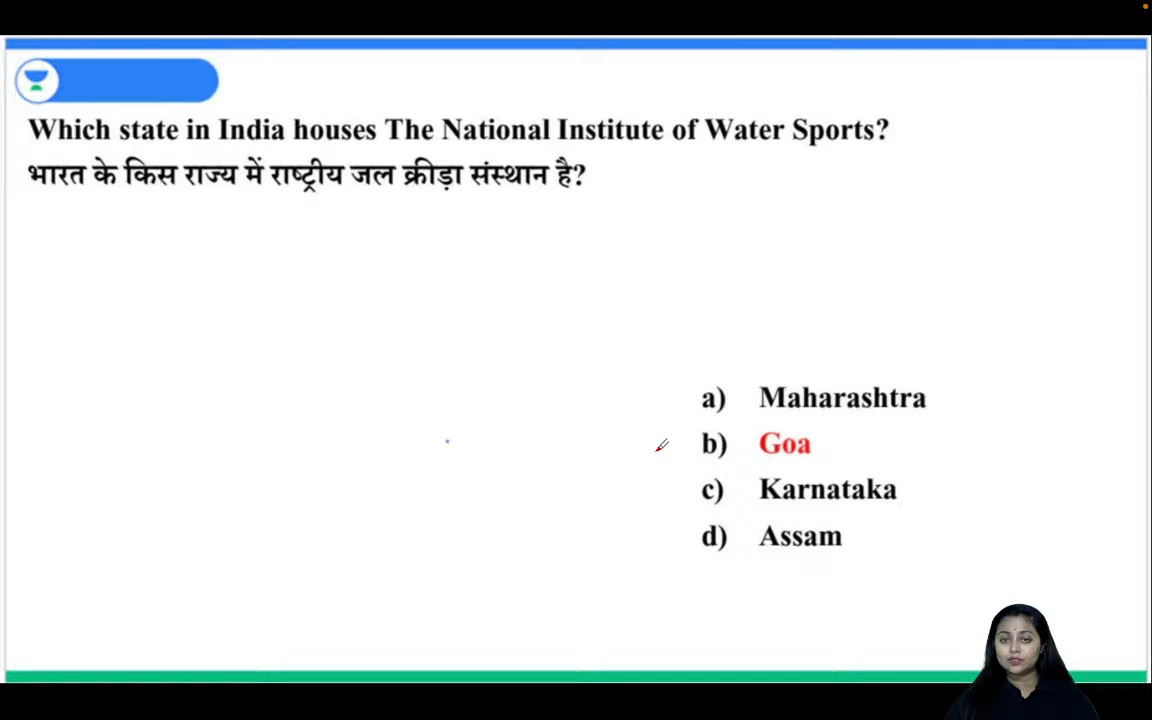 Which state in India houses The National Institute of Water Sports?
भारत के किस राज्य में राष्ट्रीय जल क्रीड़ा संस्थान है?
a) Maharashtra
b) Goa
c) Karnataka
d) Assam